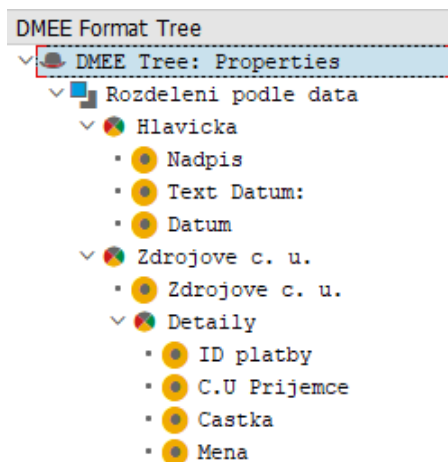 DMEE Format Tree
DMEE Tree: Properties
Rozdeleni podle data
Hlavicka
Nadpis
Text Datum:
Datum
Zdrojove c. u.
Zdrojove c. u.
Detaily
ID platby
C.U Prijemce
Castka
Mena